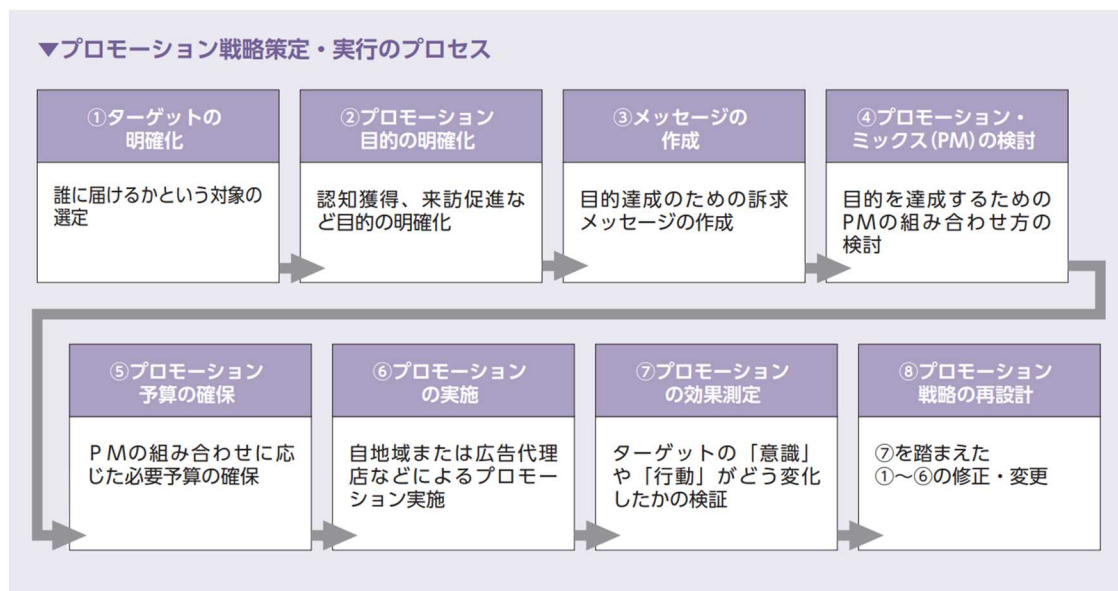 ▼プロモーション戦略策定・実行のプロセス
①ターゲットの
明確化
誰に届けるかという対象の
選定
②プロモーション
目的の明確化
認知獲得、来訪促進な
ど目的の明確化
③メッセージの
作成
目的達成のための訴求
メッセージの作成
④プロモーション・
ミックス(PM)の検討
目的を達成するための
PMの組み合わせ方の
検討
⑤プロモーション
予算の確保
PMの組み合わせに応
じた必要予算の確保
⑥プロモーション
の実施
自地域または広告代理
店などによるプロモー
ション実施
⑦プロモーション
の効果測定
ターゲットの「意識」
や「行動」がどう変化
したかの検証
⑧プロモーション
戦略の再設計
⑦を踏まえた
①～⑥の修正・変更